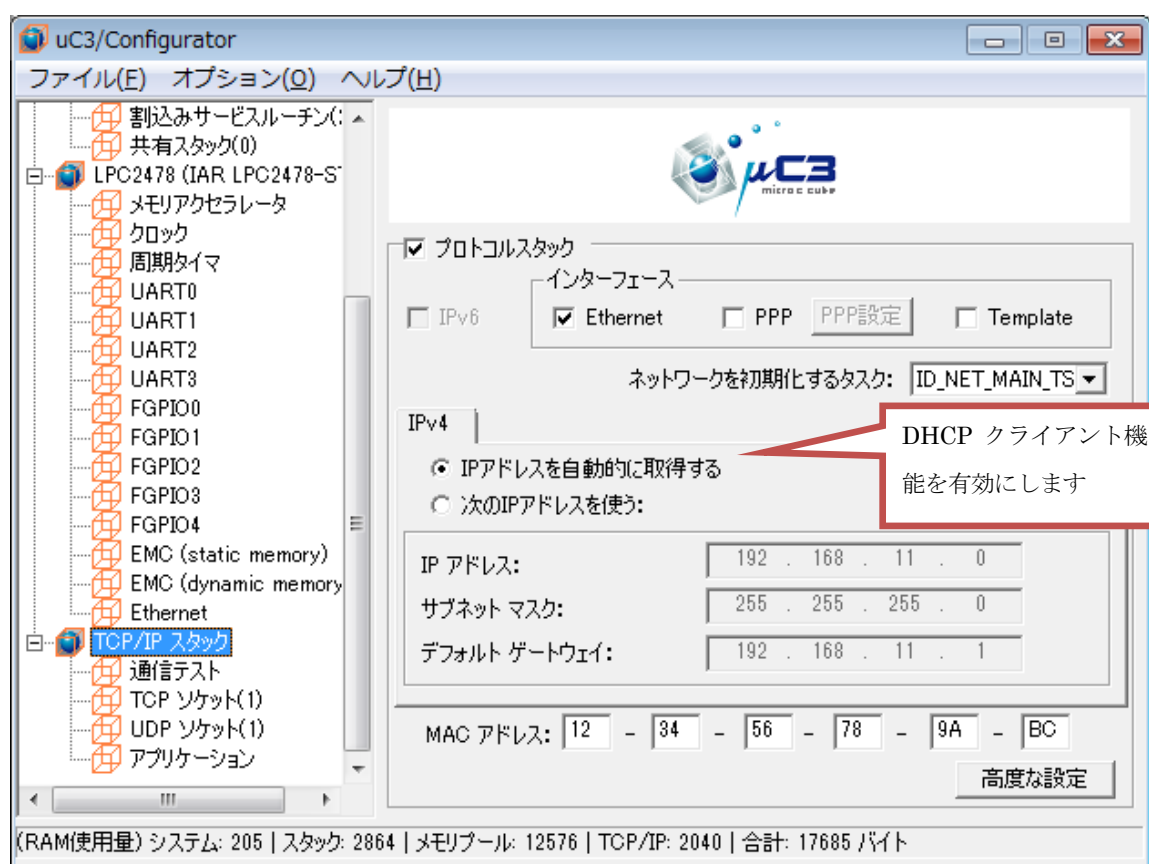 uC3/Configurator
ファイル(F) オプション(O) ヘルプ(H)
割込みサービスルーチン(
共有スタック(0)
LPC2478 (IAR LPC2478-S
メモリアクセラレータ
クロック
周期タイマ
UART0
UART1
UART2
UART3
FGPIO0
FGPIO1
FGPIO2
FGPIO3
FGPIO4
EMC (static memory)
EMC (dynamic memory
Ethernet
TCP/IP スタック
通信テスト
TCP ソケット(1)
UDP ソケット(1)
アプリケーション
μC3
micro c cube
プロトコルスタック
インターフェース
IPv6 Ethernet PPP PPP設定 Template
ネットワークを初期化するタスク: ID_NET_MAIN_TS
IPv4
IPアドレスを自動的に取得する
次のIPアドレスを使う:
DHCP クライアント機
能を有効にします
IP アドレス: 192 . 168 . 11 . 0
サブネット マスク: 255 . 255 . 255 . 0
デフォルト ゲートウェイ: 192 . 168 . 11 . 1
MAC アドレス: 12 - 34 - 56 - 78 - 9A - BC
高度な設定
(RAM使用量) システム: 205 | スタック: 2864 | メモリプール: 12576 | TCP/IP: 2040 | 合計: 17685 バイト